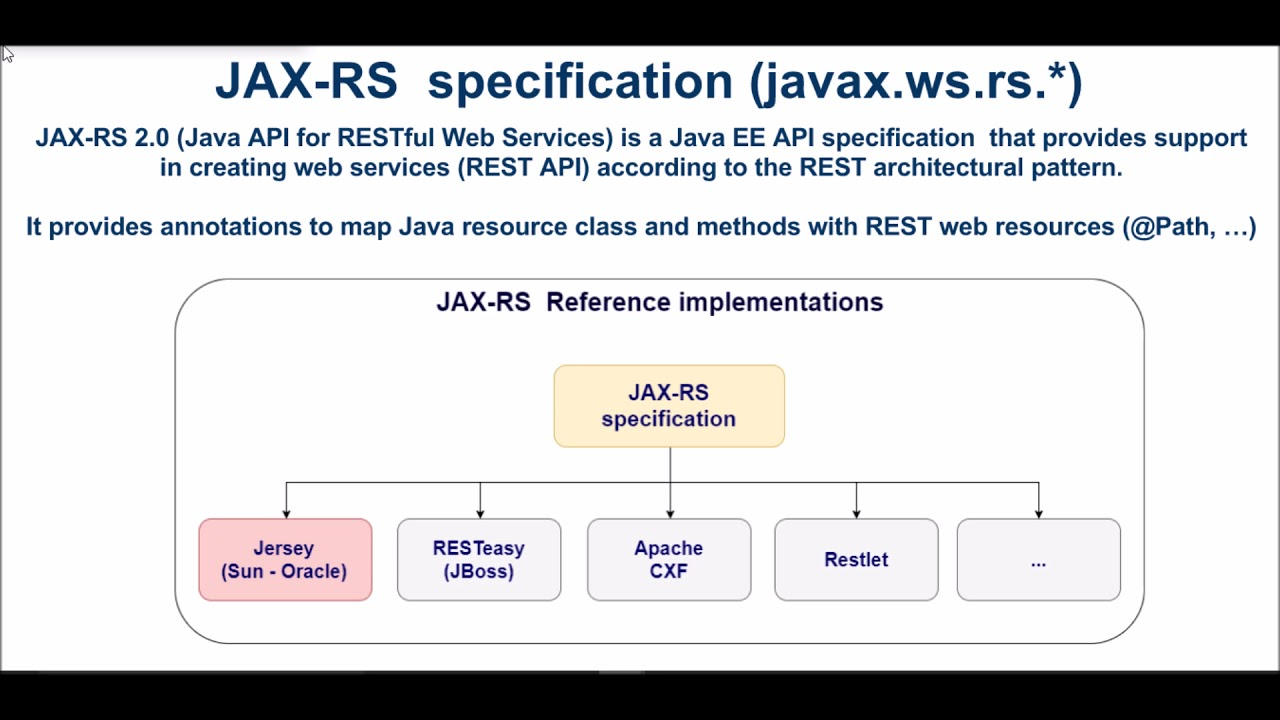 JAX-RS specification (javax.ws.rs.*)
JAX-RS 2.0 (Java API for RESTful Web Services) is a Java EE API specification that provides support
in creating web services (REST API) according to the REST architectural pattern.
It provides annotations to map Java resource class and methods with REST web resources (@Path, …)
JAX-RS Reference implementations
JAX-RS
specification
Jersey
(Sun - Oracle)
RESTeasy
(JBoss)
Apache
CXF
Restlet
...